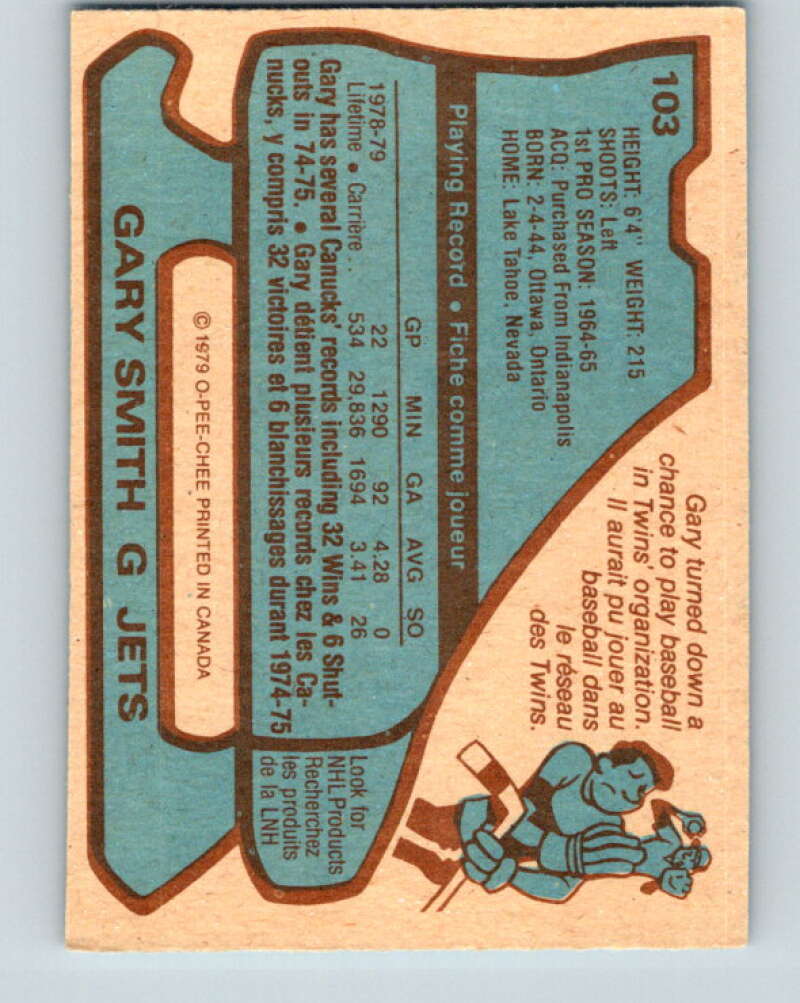 103
HEIGHT: 6'4" WEIGHT: 215
SHOOTS: Left
1st PRO SEASON: 1964-65
ACQ: Purchased From Indianapolis
BORN: 2-4-44, Ottawa, Ontario
HOME: Lake Tahoe, Nevada
Gary turned down a
chance to play baseball
in Twins' organization.
Il aurait pu jouer au
baseball dans
le réseau
des Twins.
Playing Record • Fiche comme joueur
GP MIN GA AVG SO
1978-79 22 1290 92 4.28 0
Lifetime • Carrière . . 534 29,836 1694 3.41 26
Gary has several Canucks' records including 32 Wins & 6 Shut-
outs in 74-75. • Gary détient plusieurs records chez les Ca-
nucks, y compris 32 victoires et 6 blanchissages durant 1974-75
Look for
NHL Products
Recherchez
les produits
de la LNH
© 1979 O-PEE-CHEE PRINTED IN CANADA
GARY SMITH G JETS